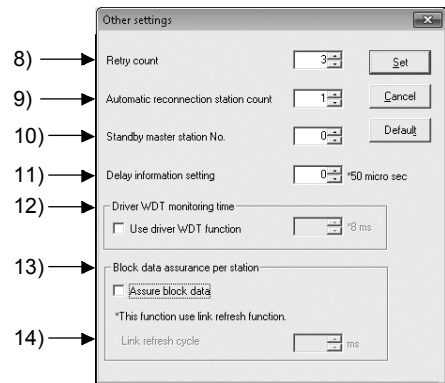 Other settings
8) Retry count 3 Set
9) Automatic reconnection station count 1 Cancel
10) Standby master station No. 0 Default
11) Delay information setting 0 *50 micro sec
12) Driver WDT monitoring time
Use driver WDT function *8 ms
13) Block data assurance per station
Assure block data
*This function use link refresh function.
14) Link refresh cycle ms